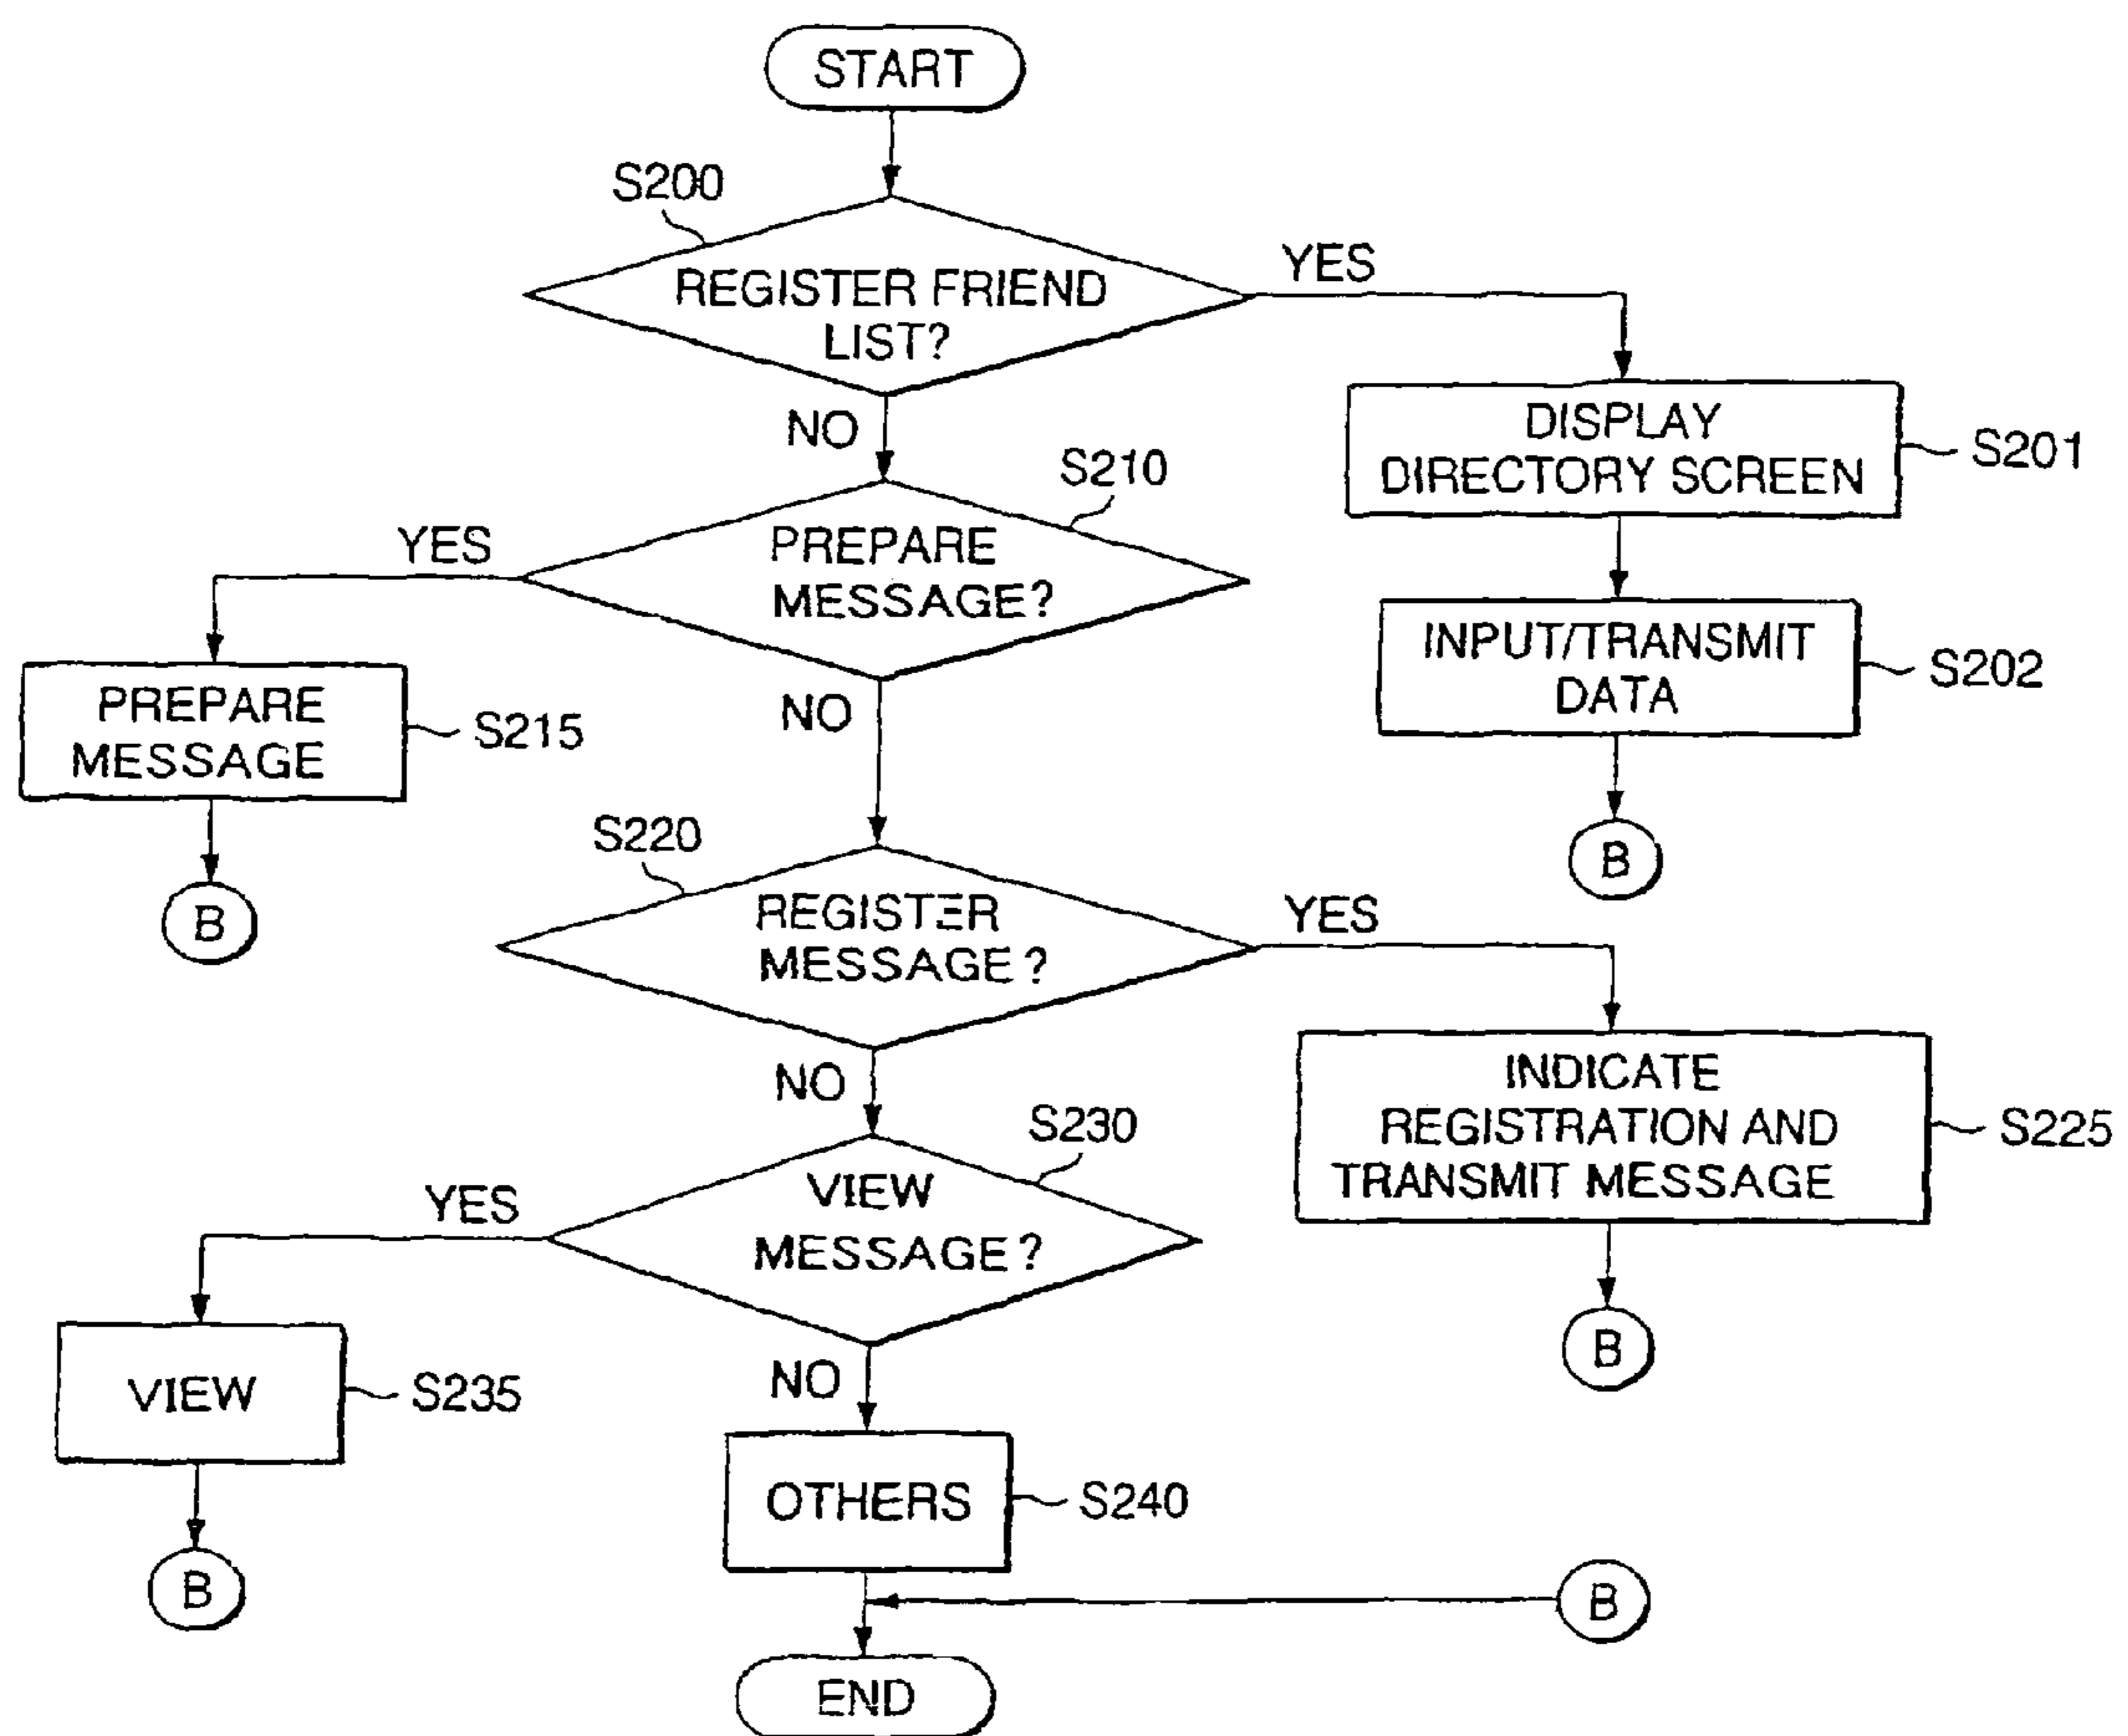 START
S200
REGISTER FRIEND
LIST?
YES
NO
DISPLAY
DIRECTORY SCREEN
S201
S210
PREPARE
MESSAGE?
YES
NO
INPUT/TRANSMIT
DATA
S202
PREPARE
MESSAGE
S215
B
B
S220
REGISTER
MESSAGE?
YES
NO
INDICATE
REGISTRATION AND
TRANSMIT MESSAGE
S225
S230
VIEW
MESSAGE?
YES
NO
B
VIEW
S235
OTHERS
S240
B
B
END